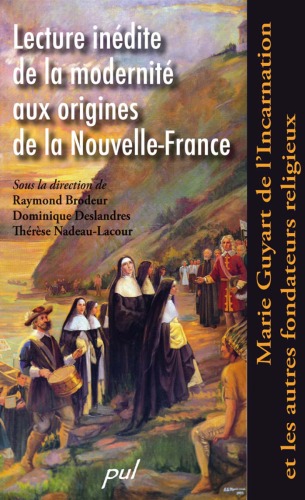 Lecture inédite
de la modernité
aux origines
de la Nouvelle-France
Sous la direction de
Raymond Brodeur
Dominique Deslandres
Thérèse Nadeau-Lacour
Marie Guyart de l'Incarnation
et les autres fondateurs religieux
pul